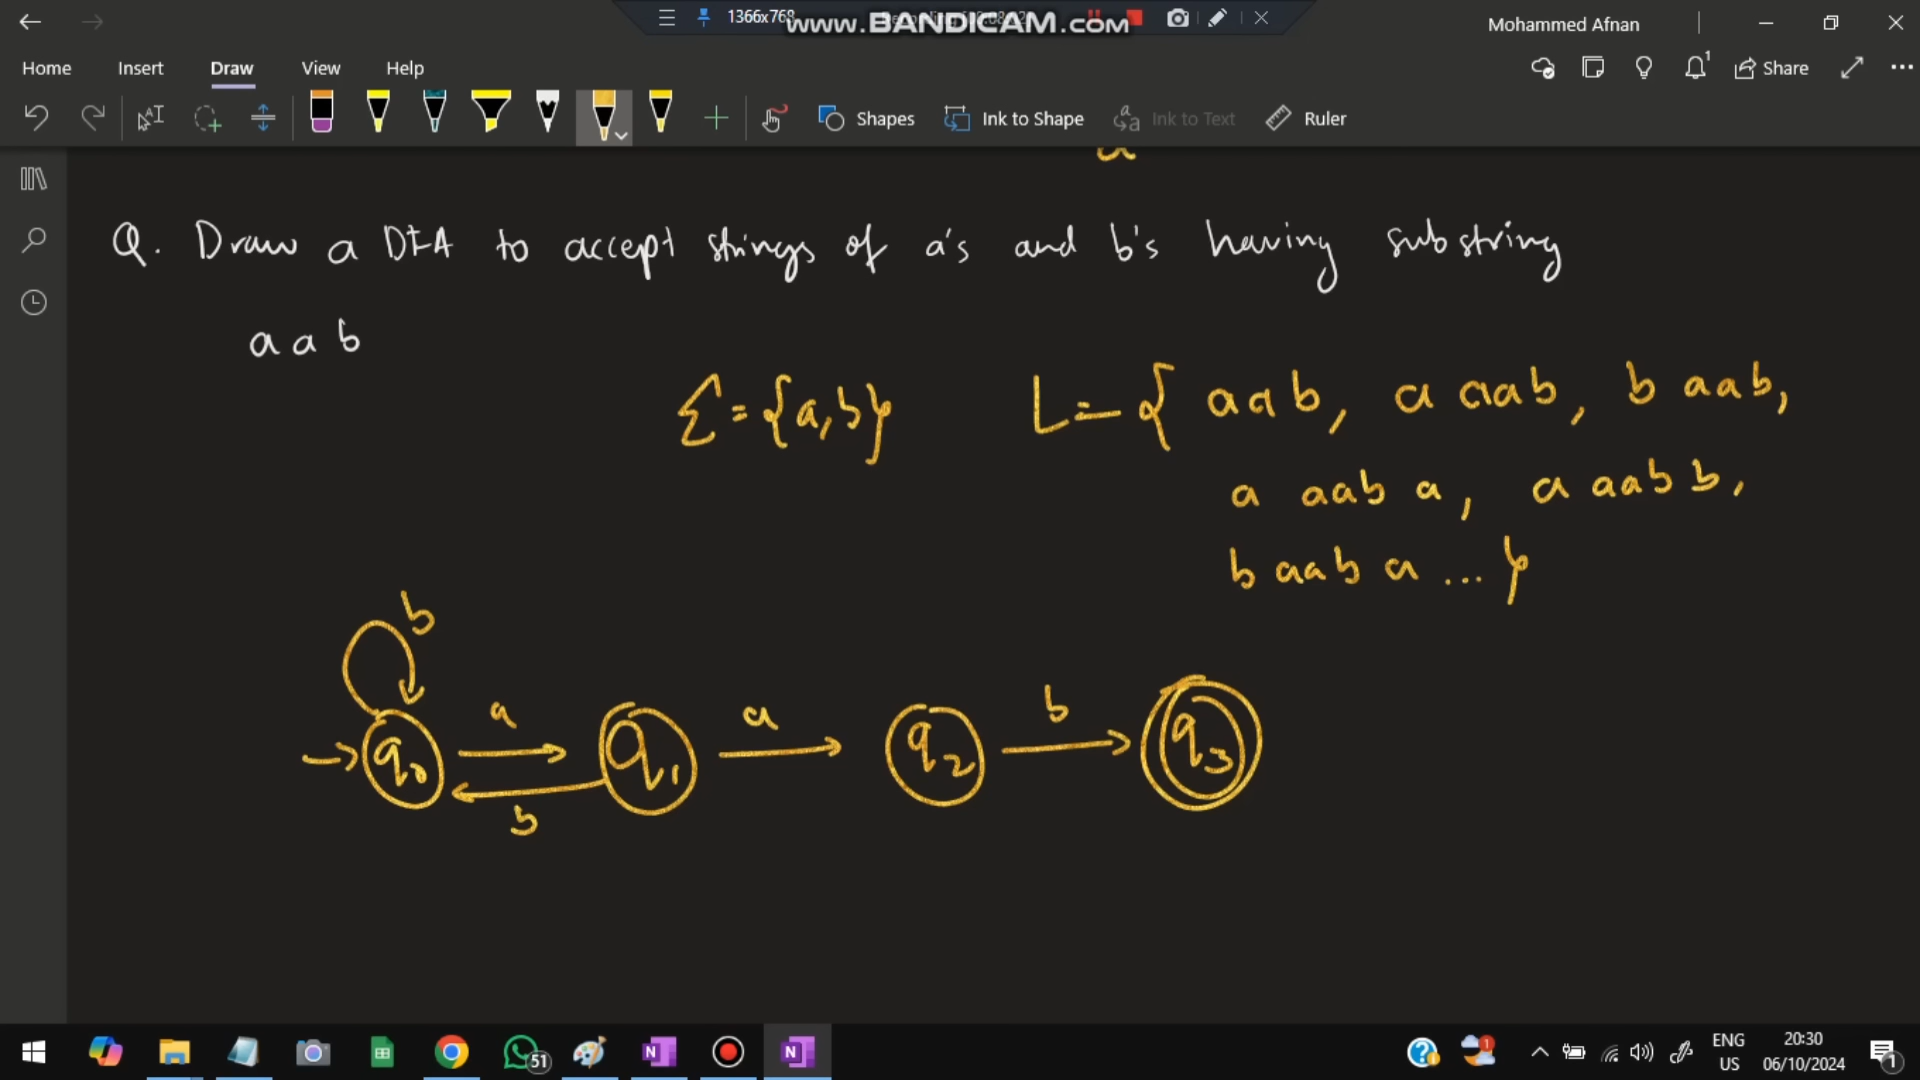 1366x768
www.BANDICAM.com
Mohammed Afnan
Home Insert Draw View Help
Share
Shapes Ink to Shape Ink to Text Ruler
a
Q. Draw a DFA to accept strings of a's and b's having substring
aab
Σ={a,b}
L={ aab, aaab, baab,
aaaba, aaabb,
baaba ... }
b
a
a
b
q0
q1
q2
q3
b
51
ENG
US
20:30
06/10/2024